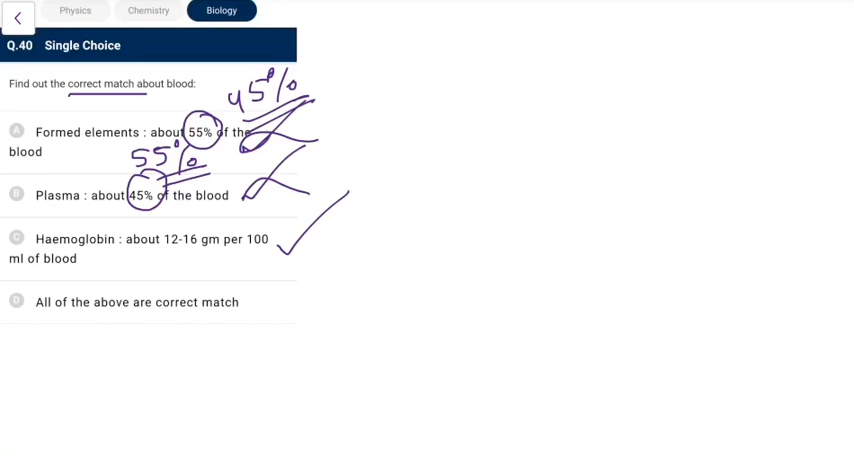 Physics Chemistry Biology
Q.40 Single Choice
Find out the correct match about blood:
45%
A Formed elements : about 55% of the
blood
55%
B Plasma : about 45% of the blood
C Haemoglobin : about 12-16 gm per 100
ml of blood
D All of the above are correct match